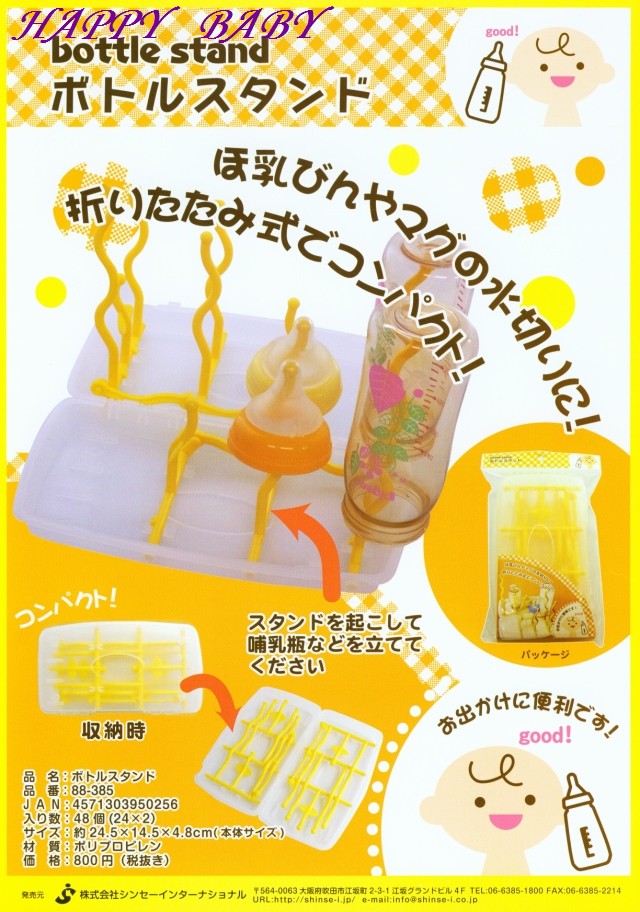 HAPPY BABY
bottle stand
ボトルスタンド
good!
ほ乳びんやマグの水切りに!
折りたたみ式でコンパクト!
パッケージ
コンパクト!
スタンドを起こして
哺乳瓶などを立てて
ください
収納時
お出かけに便利です!
good!
品 名：ボトルスタンド
品 番：88-385
J A N：4571303950256
入り数：48個(24×2)
サイズ：約24.5×14.5×4.8cm(本体サイズ)
材 質：ポリプロピレン
価 格：800円（税抜き）
発売元 株式会社シンセーインターナショナル 〒564-0063 大阪府吹田市江坂町2-3-1 江坂グランドビル4F TEL:06-6385-1800 FAX:06-6385-2214
URL:http://shinse-i.jp/ e-mail:info@shinse-i.co.jp